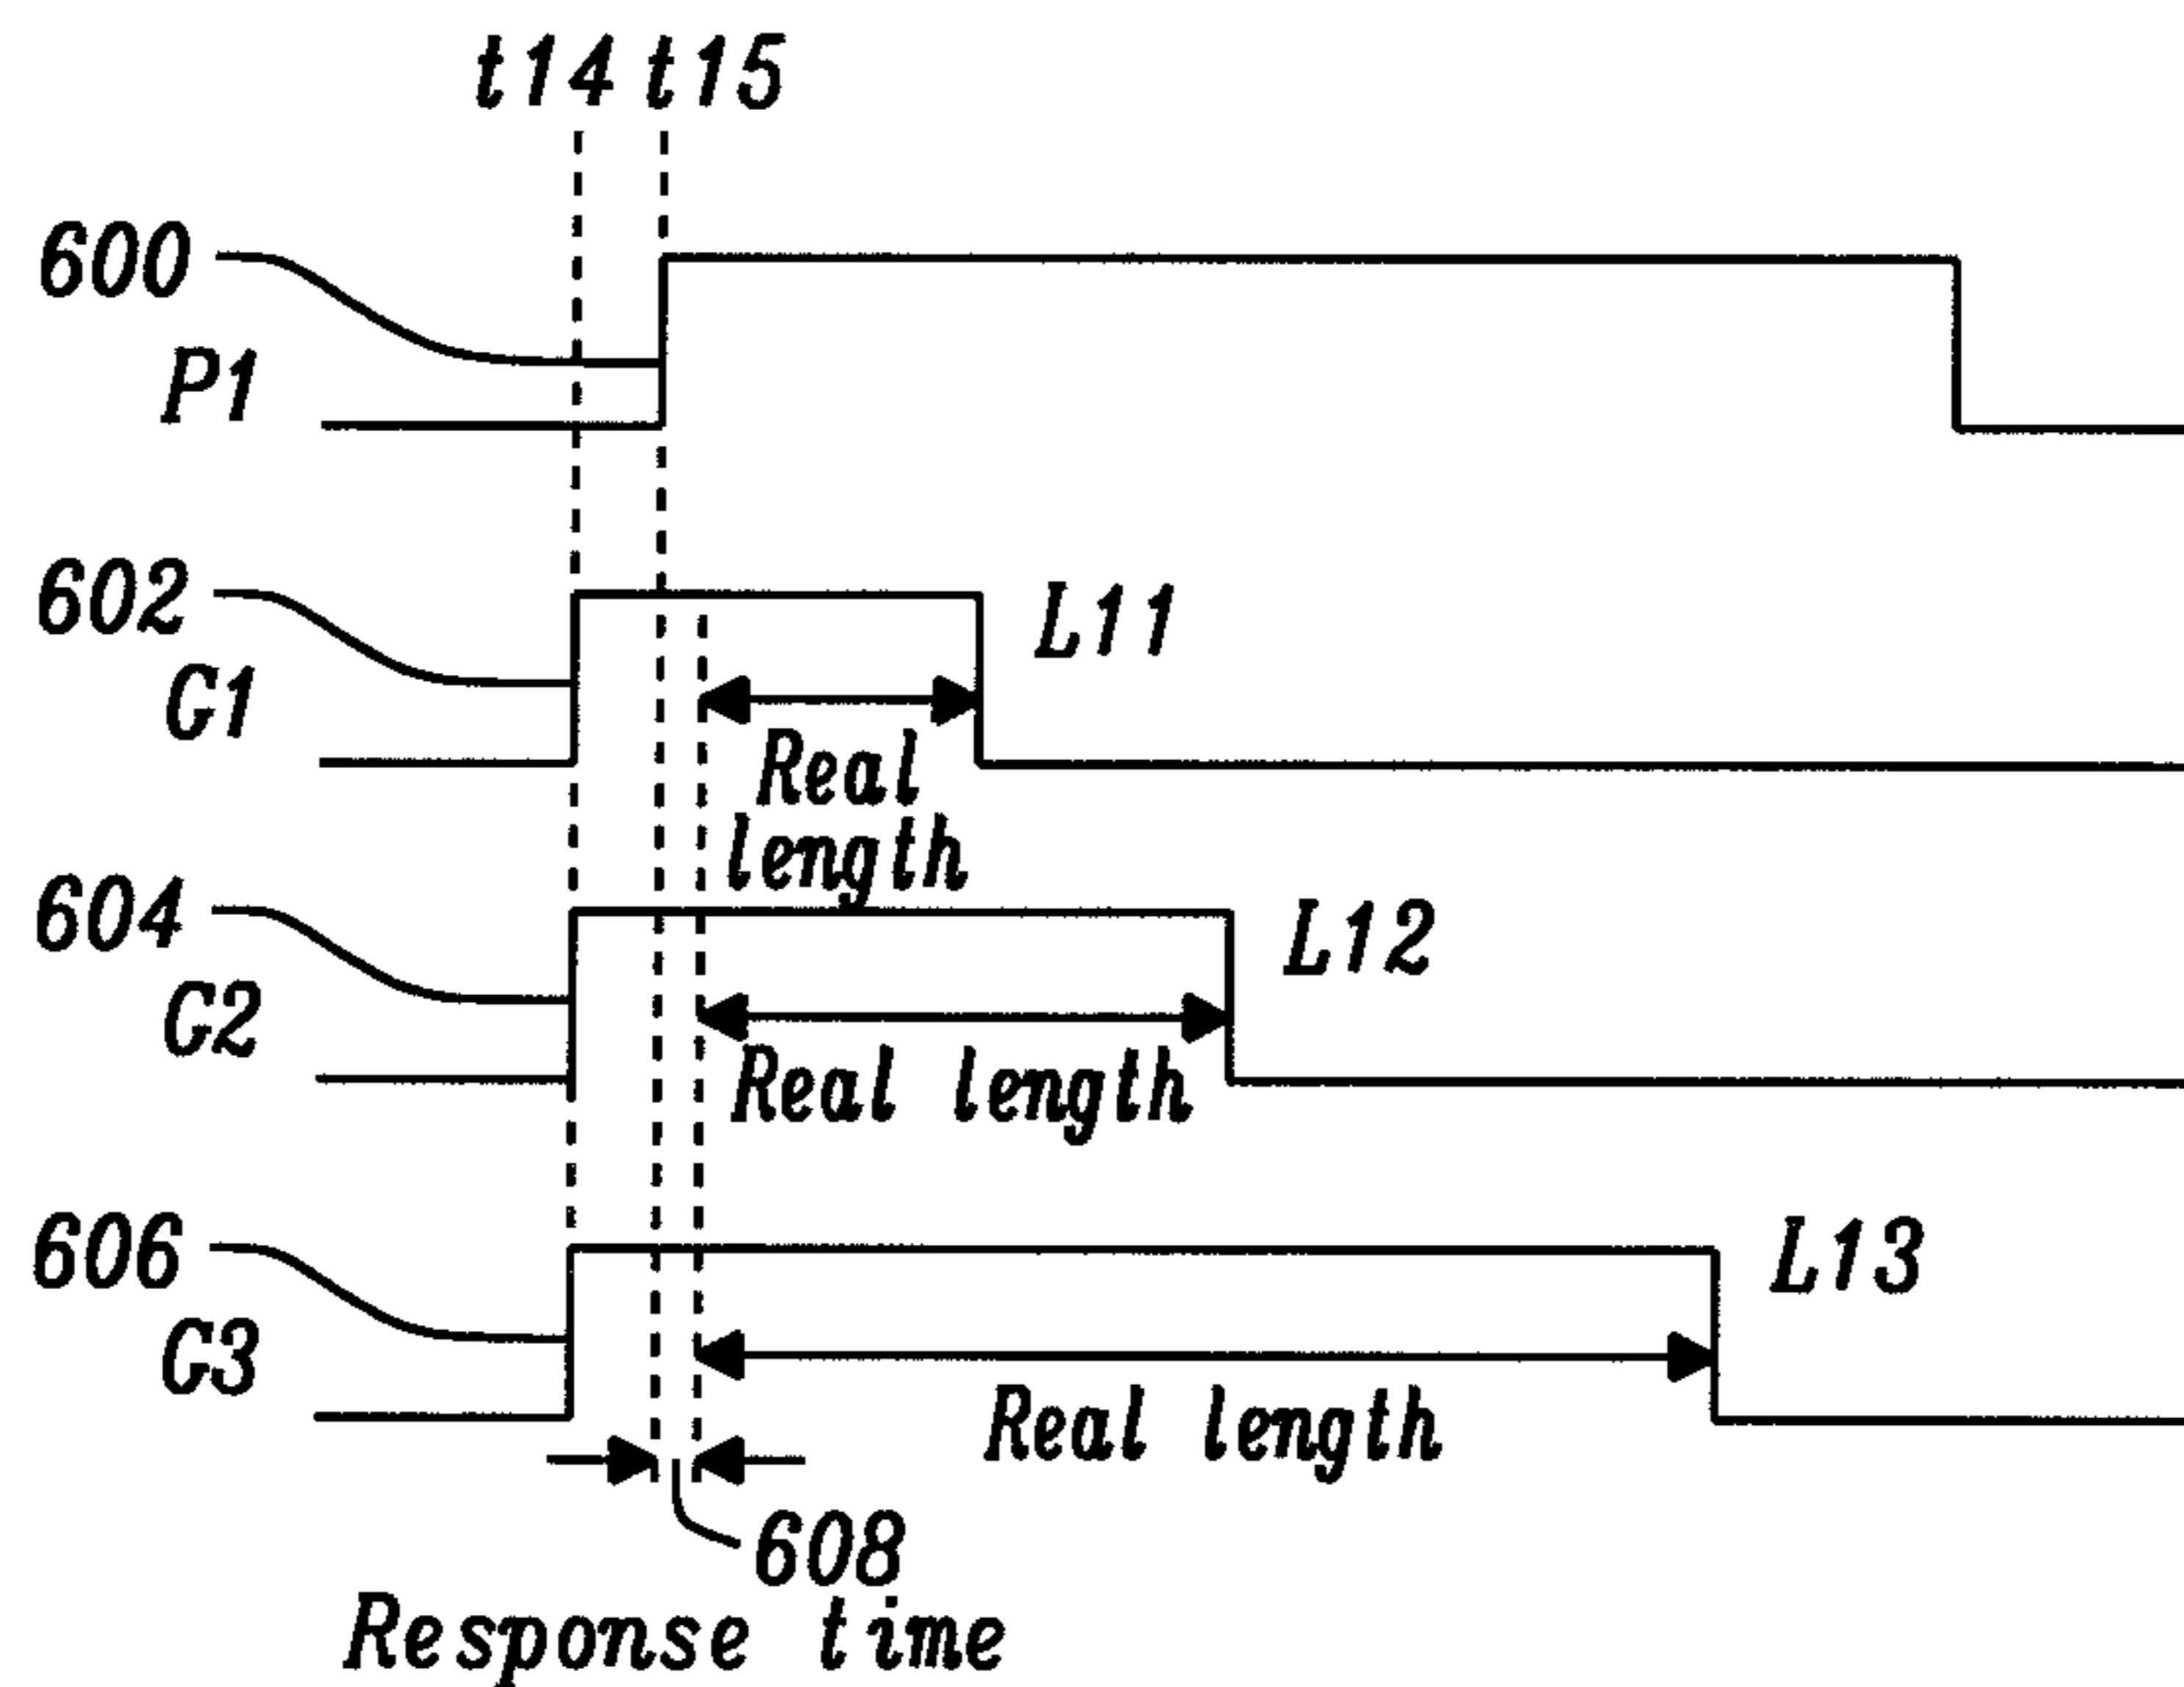 t14 t15
600
P1
602
G1
L11
Real
length
604
G2
L12
Real length
606
G3
L13
Real length
608
Response time